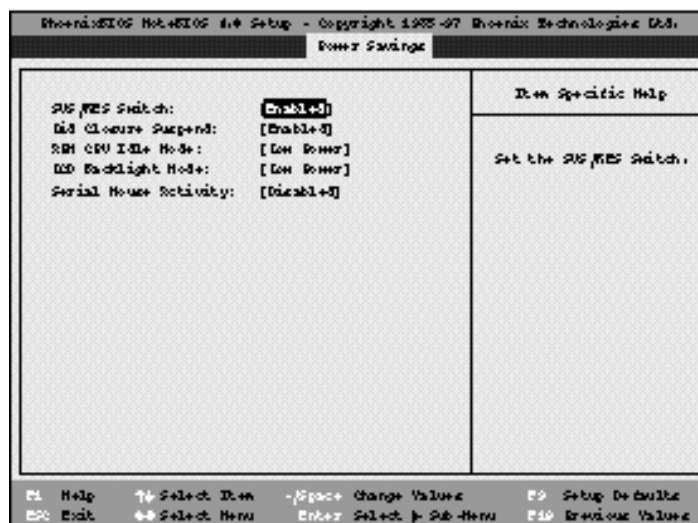 PhoenixBIOS NoteBIOS 4.0 Setup - Copyright 1985-97 Phoenix Technologies Ltd.
Power Savings
SUS/RES Switch: [Enabled]
Lid Closure Suspend: [Enabled]
CPU Idle Mode: [Low Power]
LCD Backlight Mode: [Low Power]
Serial Mouse Activity: [Disabled]
Item Specific Help
Set the SUS/RES Switch.
F1 Help ↑↓ Select Item -/Space Change Values F9 Setup Defaults
ESC Exit ←→ Select Menu Enter Select ▶ Sub-Menu F10 Previous Values